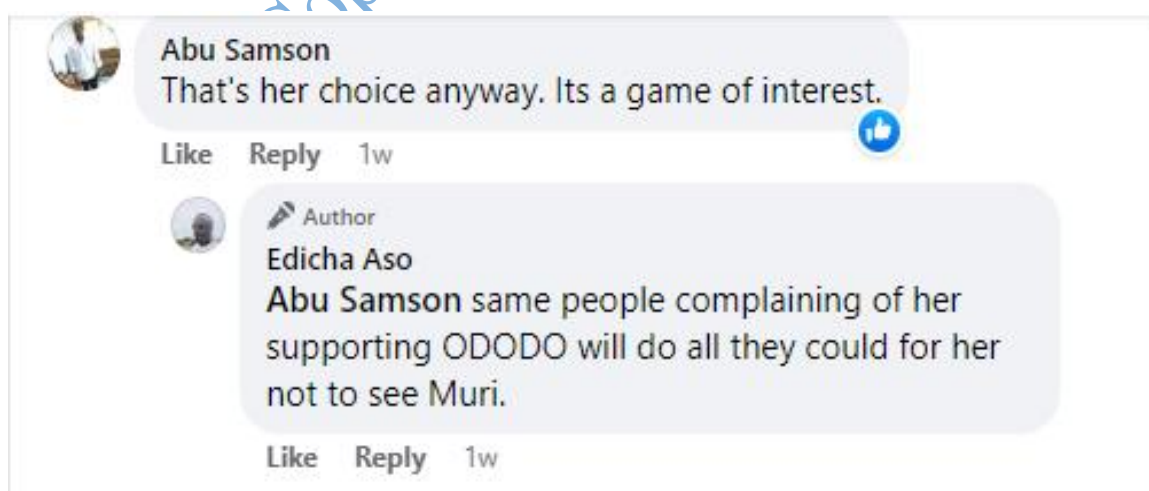 Abu Samson
That's her choice anyway. Its a game of interest.
Like Reply 1w
Author
Edicha Aso
Abu Samson same people complaining of her
supporting ODODO will do all they could for her
not to see Muri.
Like Reply 1w